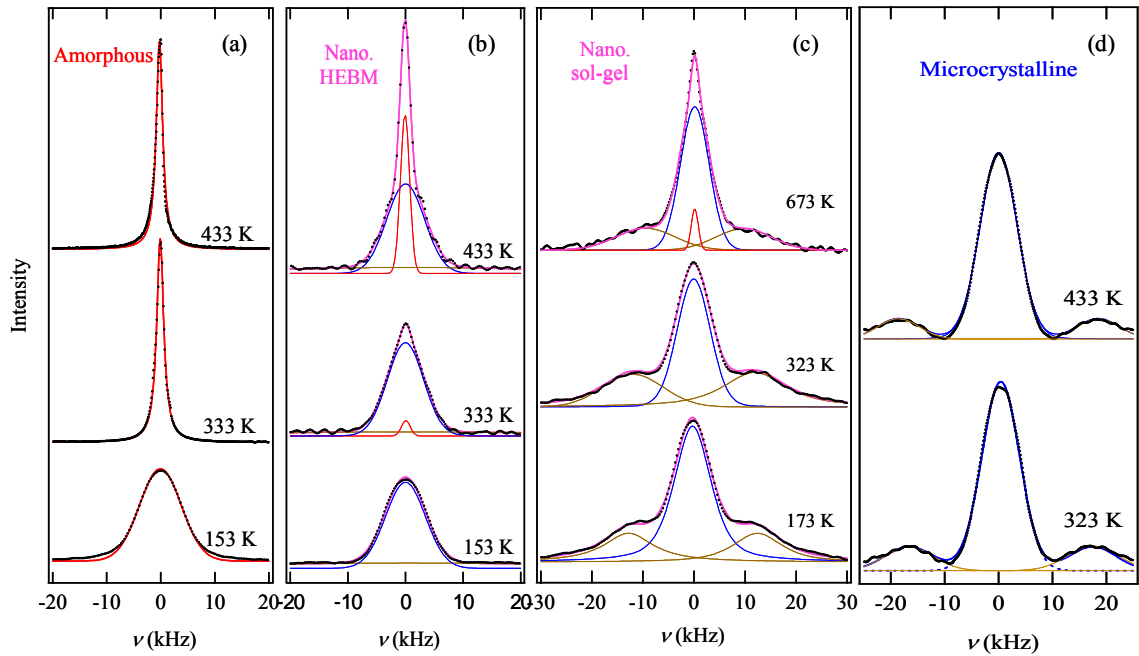 (a)
Amorphous
433 K
333 K
153 K
-20 -10 0 10 20
ν (kHz)
Intensity
(b)
Nano.
HEBM
433 K
333 K
153 K
-20 -10 0 10 20
ν (kHz)
(c)
Nano.
sol-gel
673 K
323 K
173 K
-30 -20 -10 0 10 20 30
ν (kHz)
(d)
Microcrystalline
433 K
323 K
-20 -10 0 10 20
ν (kHz)